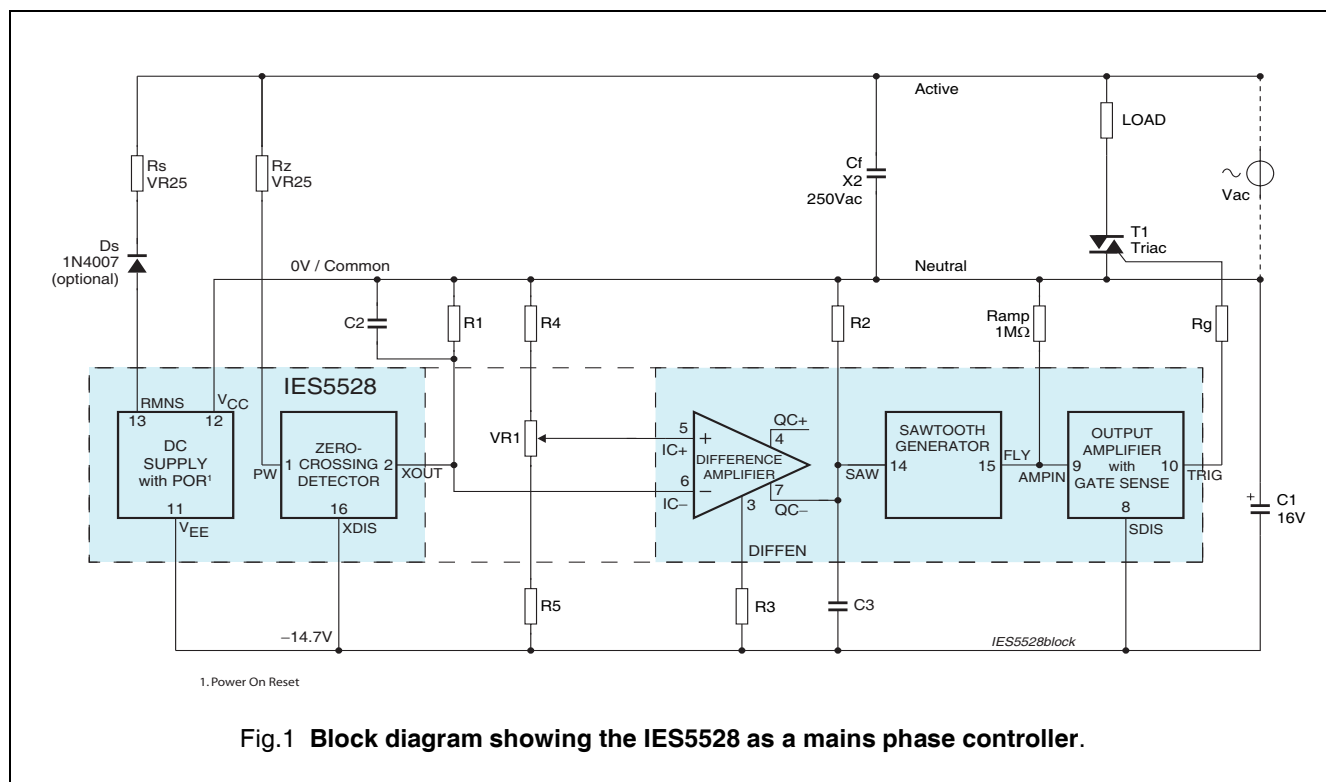 Active
LOAD
Rs
VR25
Rz
VR25
Cf
X2
250Vac
~
Vac
Ds
1N4007
(optional)
T1
Triac
0V / Common
Neutral
C2
R1
R4
R2
Ramp
1MΩ
Rg
IES5528
RMNS
VCC
13
12
DC
SUPPLY
with POR1
11
VEE
PW
1
ZERO-
CROSSING
DETECTOR
2
XOUT
16
XDIS
VR1
5
IC+
+
QC+
4
DIFFERENCE
AMPLIFIER
6
IC−
−
7
QC−
3
DIFFEN
SAW
SAWTOOTH
GENERATOR
14
15
FLY
AMPIN
OUTPUT
AMPLIFIER
with
GATE SENSE
9
10
TRIG
8
SDIS
+
C1
16V
R5
R3
C3
−14.7V
IES5528block
1. Power On Reset
Fig.1 Block diagram showing the IES5528 as a mains phase controller.